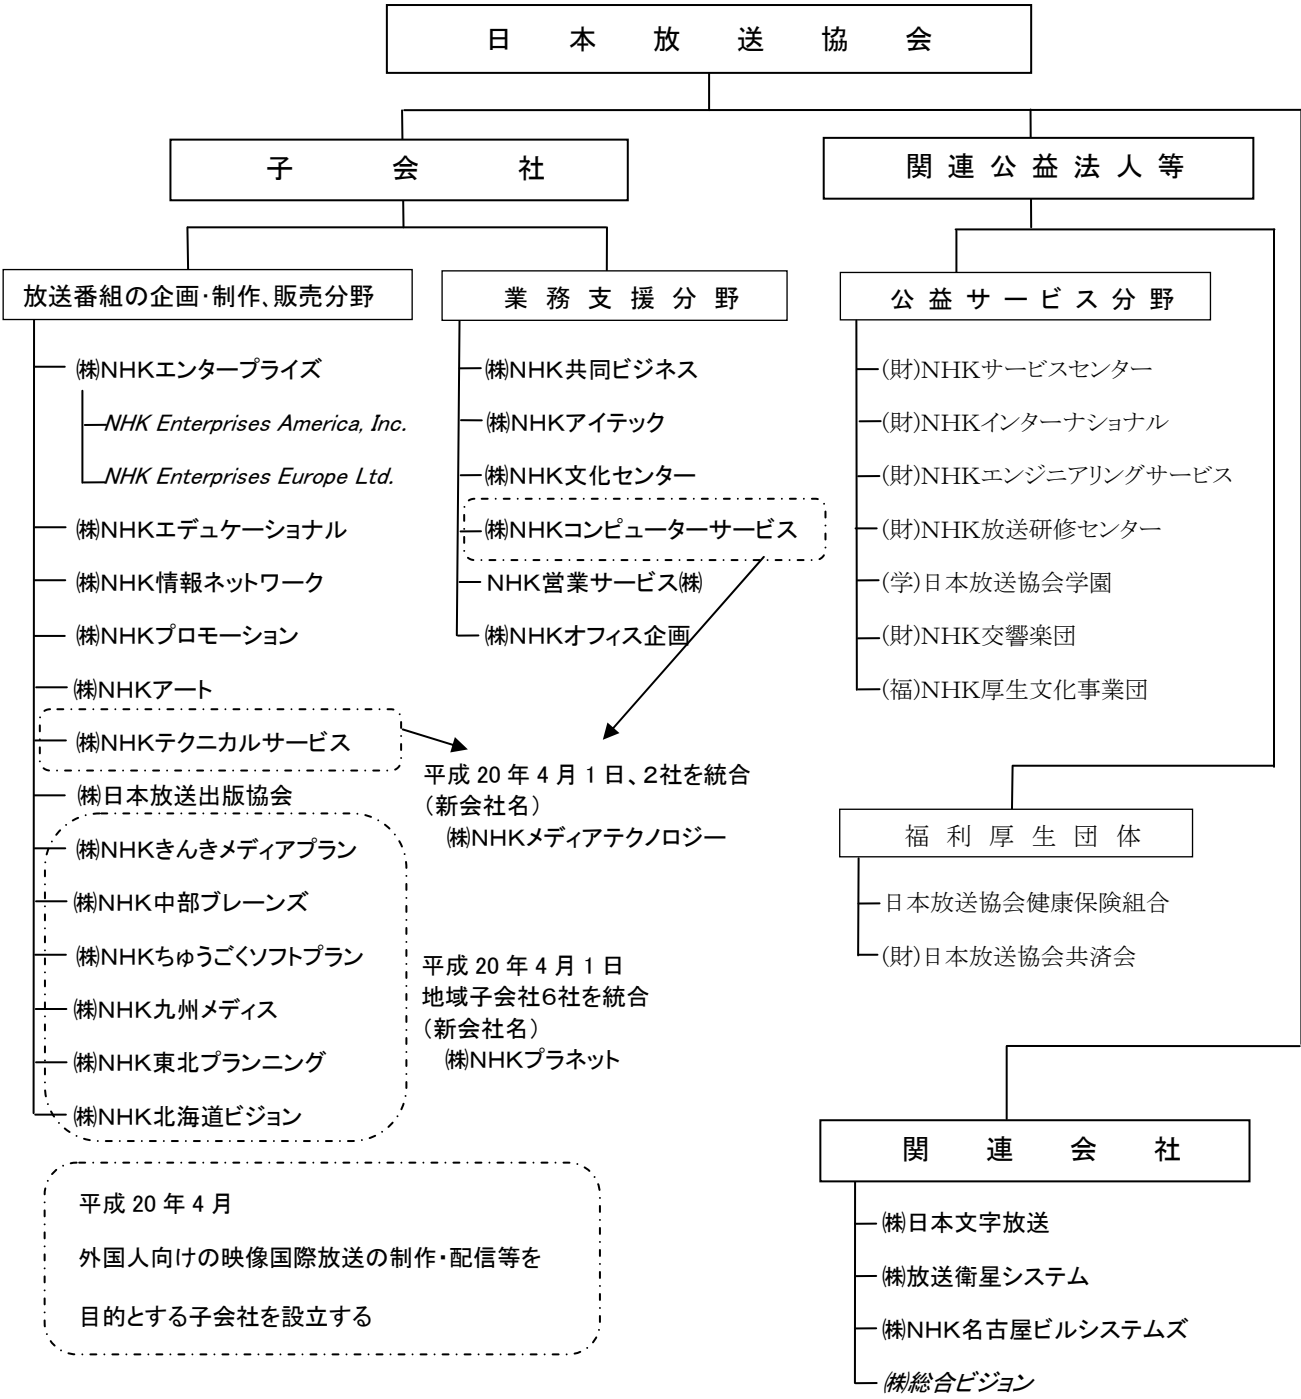 日本放送協会
子会社
関連公益法人等
放送番組の企画・制作、販売分野
㈱NHKエンタープライズ
NHK Enterprises America, Inc.
NHK Enterprises Europe Ltd.
㈱NHKエデュケーショナル
㈱NHK情報ネットワーク
㈱NHKプロモーション
㈱NHKアート
㈱NHKテクニカルサービス
㈱日本放送出版協会
㈱NHKきんきメディアプラン
㈱NHK中部ブレーンズ
㈱NHKちゅうごくソフトプラン
㈱NHK九州メディス
㈱NHK東北プランニング
㈱NHK北海道ビジョン
業務支援分野
㈱NHK共同ビジネス
㈱NHKアイテック
㈱NHK文化センター
㈱NHKコンピューターサービス
NHK営業サービス㈱
㈱NHKオフィス企画
平成20年4月1日、2社を統合
（新会社名）
㈱NHKメディアテクノロジー
平成20年4月1日
地域子会社6社を統合
（新会社名）
㈱NHKプラネット
平成20年4月
外国人向けの映像国際放送の制作・配信等を
目的とする子会社を設立する
公益サービス分野
(財)NHKサービスセンター
(財)NHKインターナショナル
(財)NHKエンジニアリングサービス
(財)NHK放送研修センター
(学)日本放送協会学園
(財)NHK交響楽団
(福)NHK厚生文化事業団
福利厚生団体
日本放送協会健康保険組合
(財)日本放送協会共済会
関連会社
㈱日本文字放送
㈱放送衛星システム
㈱NHK名古屋ビルシステムズ
㈱総合ビジョン